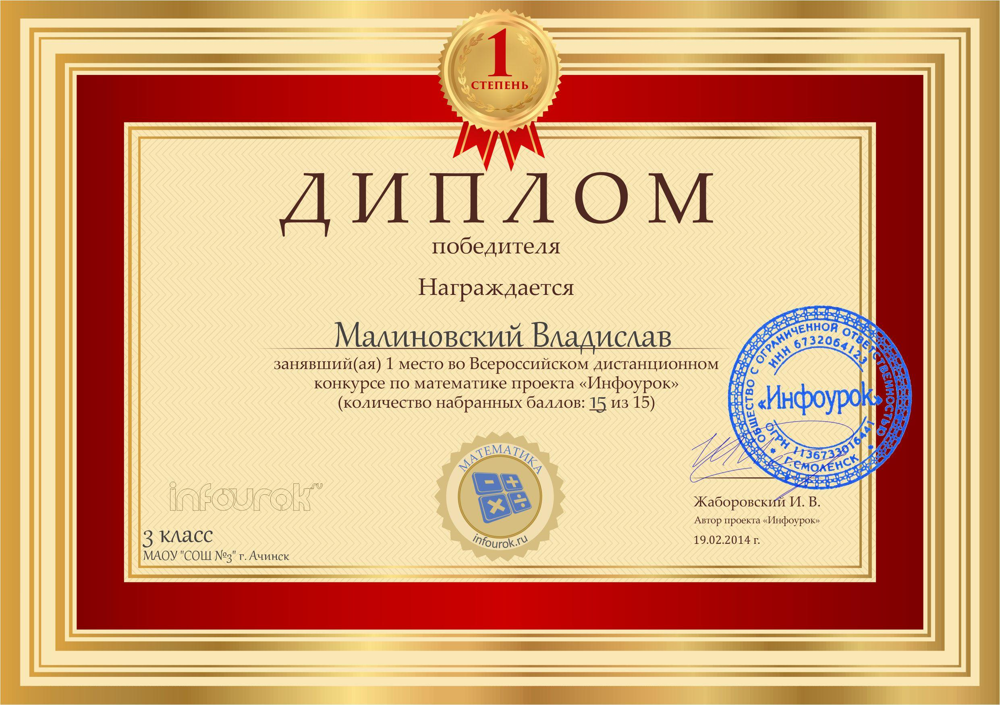 1
СТЕПЕНЬ
ДИПЛОМ
победителя
Награждается
Малиновский Владислав
занявший(ая) 1 место во Всероссийском дистанционном
конкурсе по математике проекта «Инфоурок»
(количество набранных баллов: 15 из 15)
ОБЩЕСТВО С ОГРАНИЧЕННОЙ ОТВЕТСТВЕННОСТЬЮ
ИНН 6732064123
«Инфоурок»
ОГРН 1136733016441
* Г.СМОЛЕНСК *
МАТЕМАТИКА
infourok.ru
infourok.ru
3 класс
МАОУ "СОШ №3" г. Ачинск
Жаборовский И. В.
Автор проекта «Инфоурок»
19.02.2014 г.